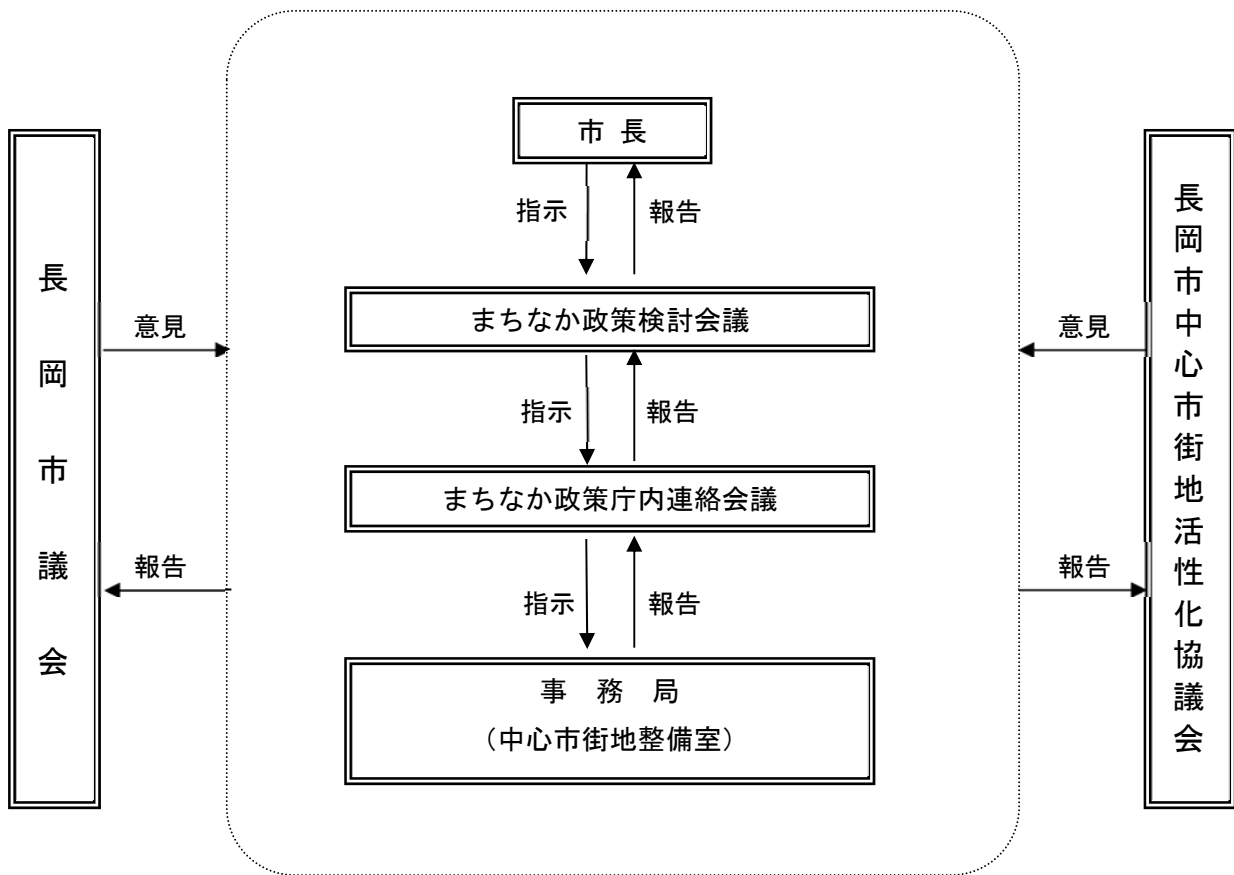 市 長
指示
報告
長岡市議会
意見
報告
まちなか政策検討会議
指示
報告
まちなか政策庁内連絡会議
指示
報告
事 務 局
（中心市街地整備室）
意見
報告
長岡市中心市街地活性化協議会